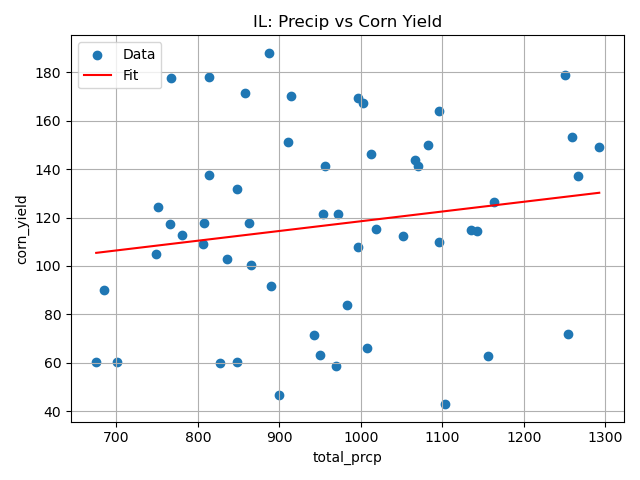 IL: Precip vs Corn Yield
Data
Fit
corn_yield
180
160
140
120
100
80
60
40
700 800 900 1000 1100 1200 1300
total_prcp